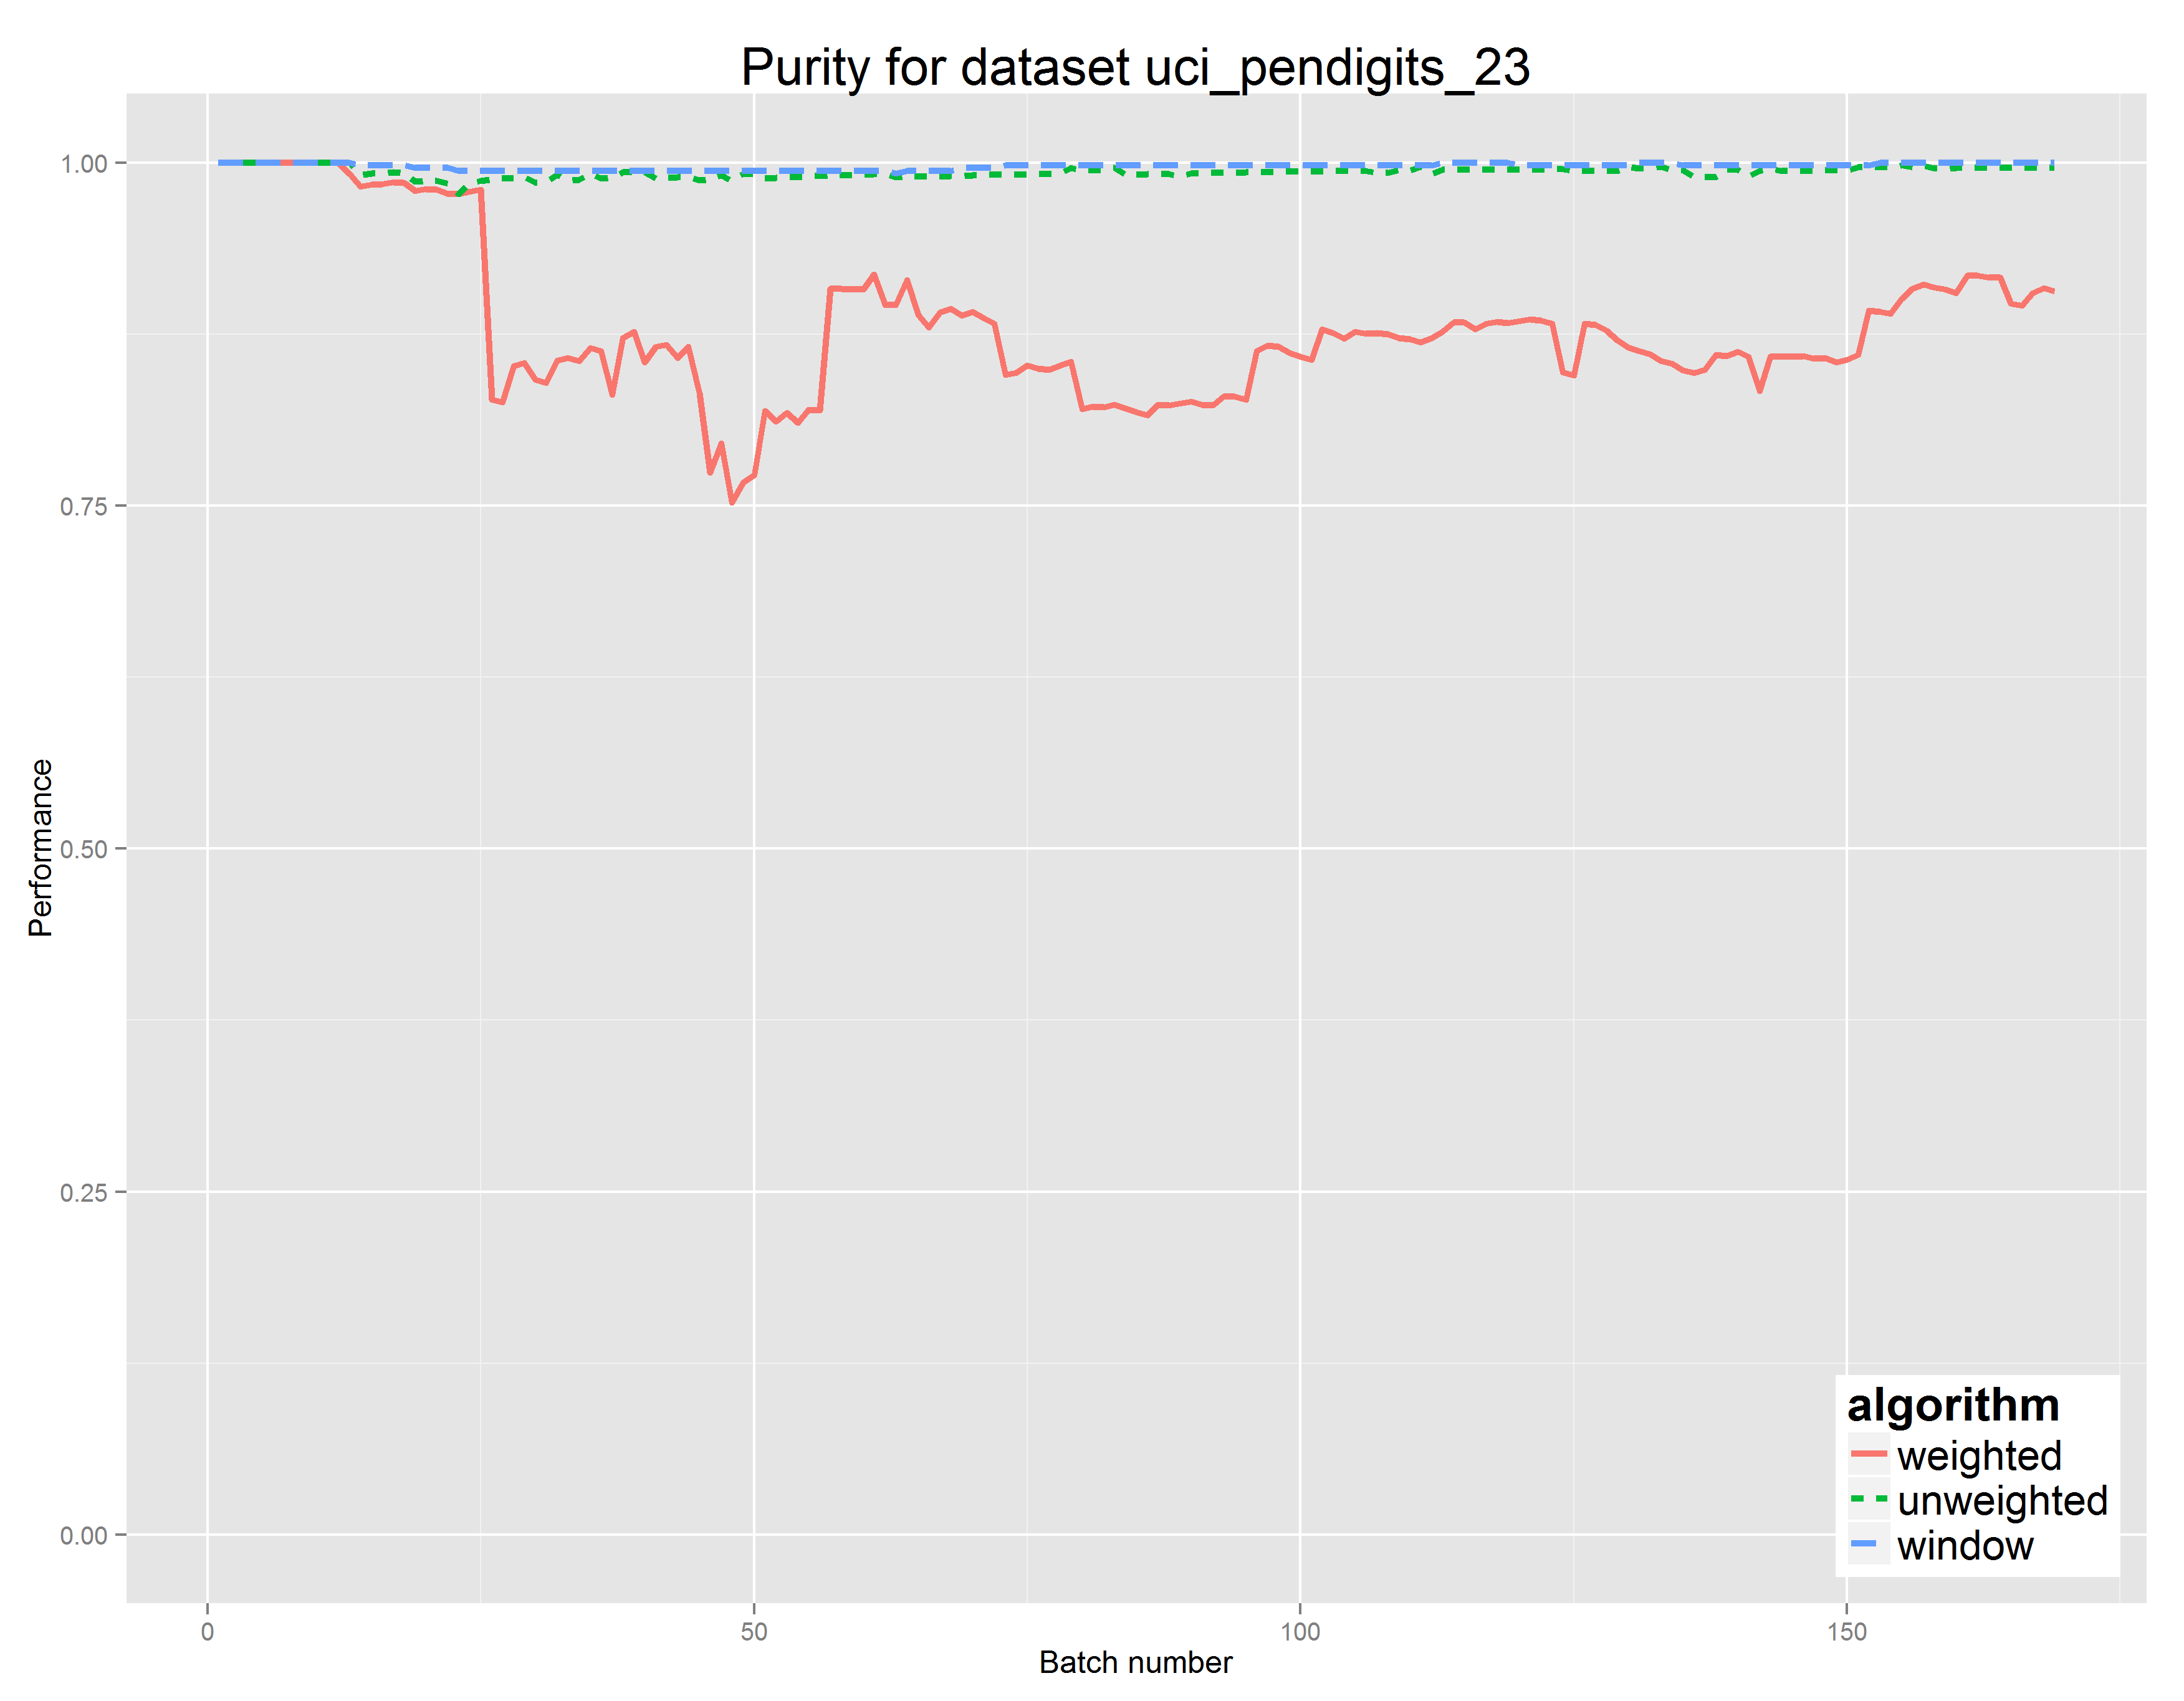 Purity for dataset uci_pendigits_23
1.00
0.75
0.50
0.25
0.00
Performance
0
50
100
150
Batch number
algorithm
weighted
unweighted
window